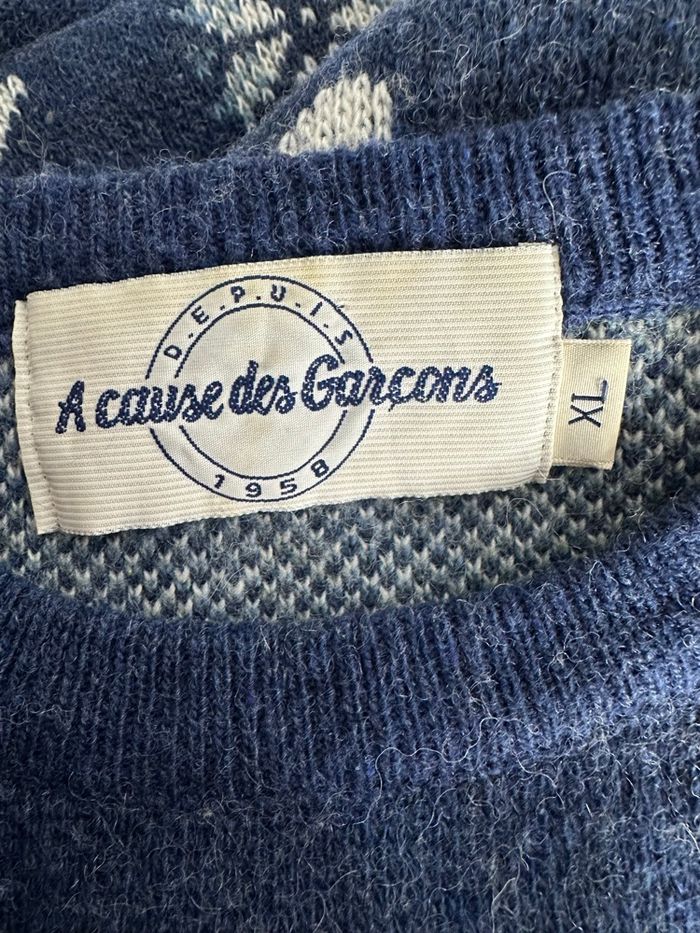 D.E.P.U.I.S
A cause des Garçons
1958
XL